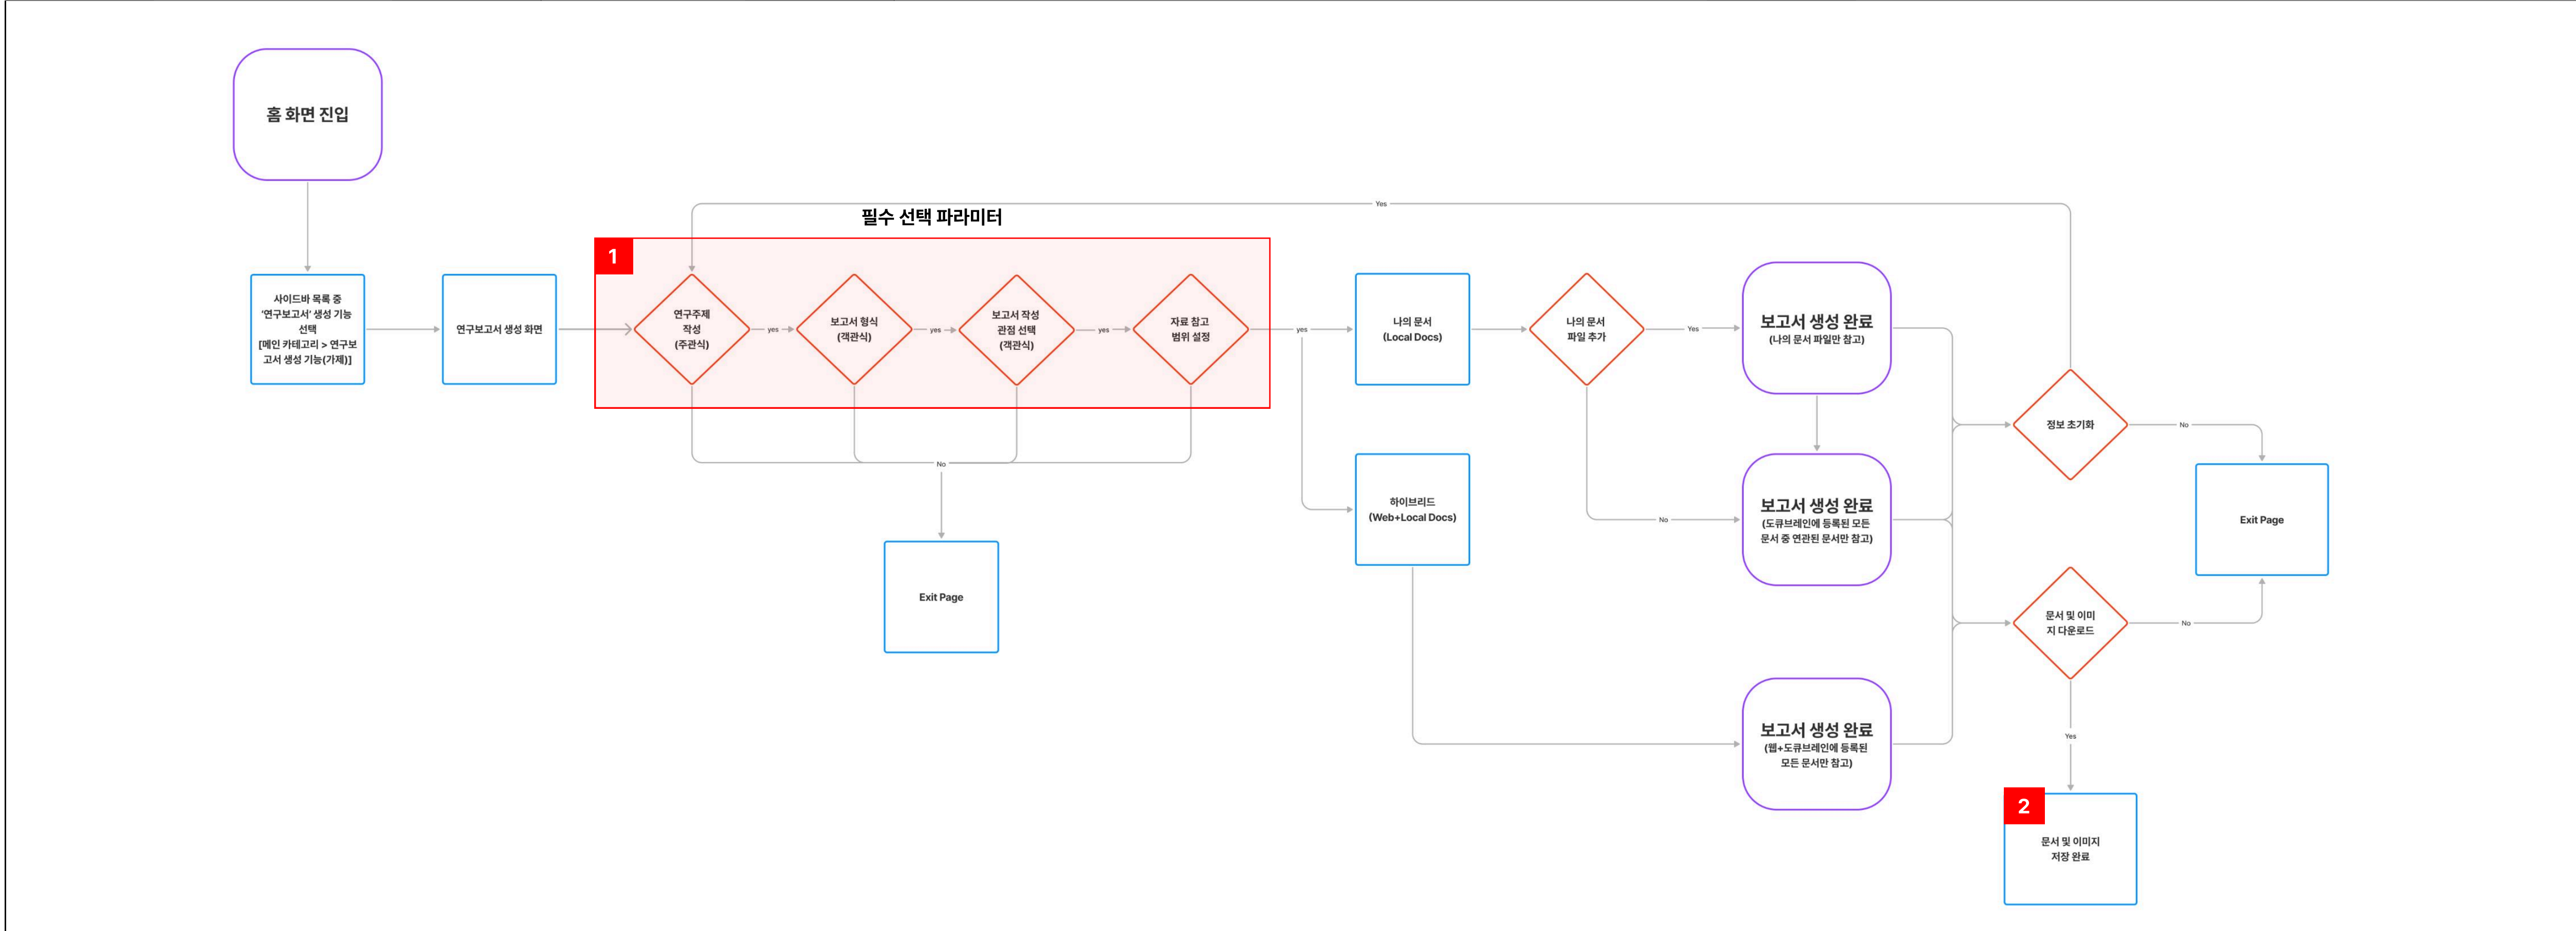 홈 화면 진입
사이드바 목록 중
'연구보고서' 생성 기능
선택
[메인 카테고리 > 연구보
고서 생성 기능(가제)]
연구보고서 생성 화면
필수 선택 파라미터
1
연구주제
작성
(주관식)
yes
보고서 형식
(객관식)
yes
보고서 작성
관점 선택
(객관식)
yes
자료 참고
범위 설정
yes
No
Exit Page
Yes
나의 문서
(Local Docs)
나의 문서
파일 추가
Yes
No
하이브리드
(Web+Local Docs)
보고서 생성 완료
(나의 문서 파일만 참고)
보고서 생성 완료
(도큐브레인에 등록된 모든
문서 중 연관된 문서만 참고)
보고서 생성 완료
(웹+도큐브레인에 등록된
모든 문서만 참고)
정보 초기화
No
Exit Page
문서 및 이미
지 다운로드
No
Yes
2
문서 및 이미지
저장 완료